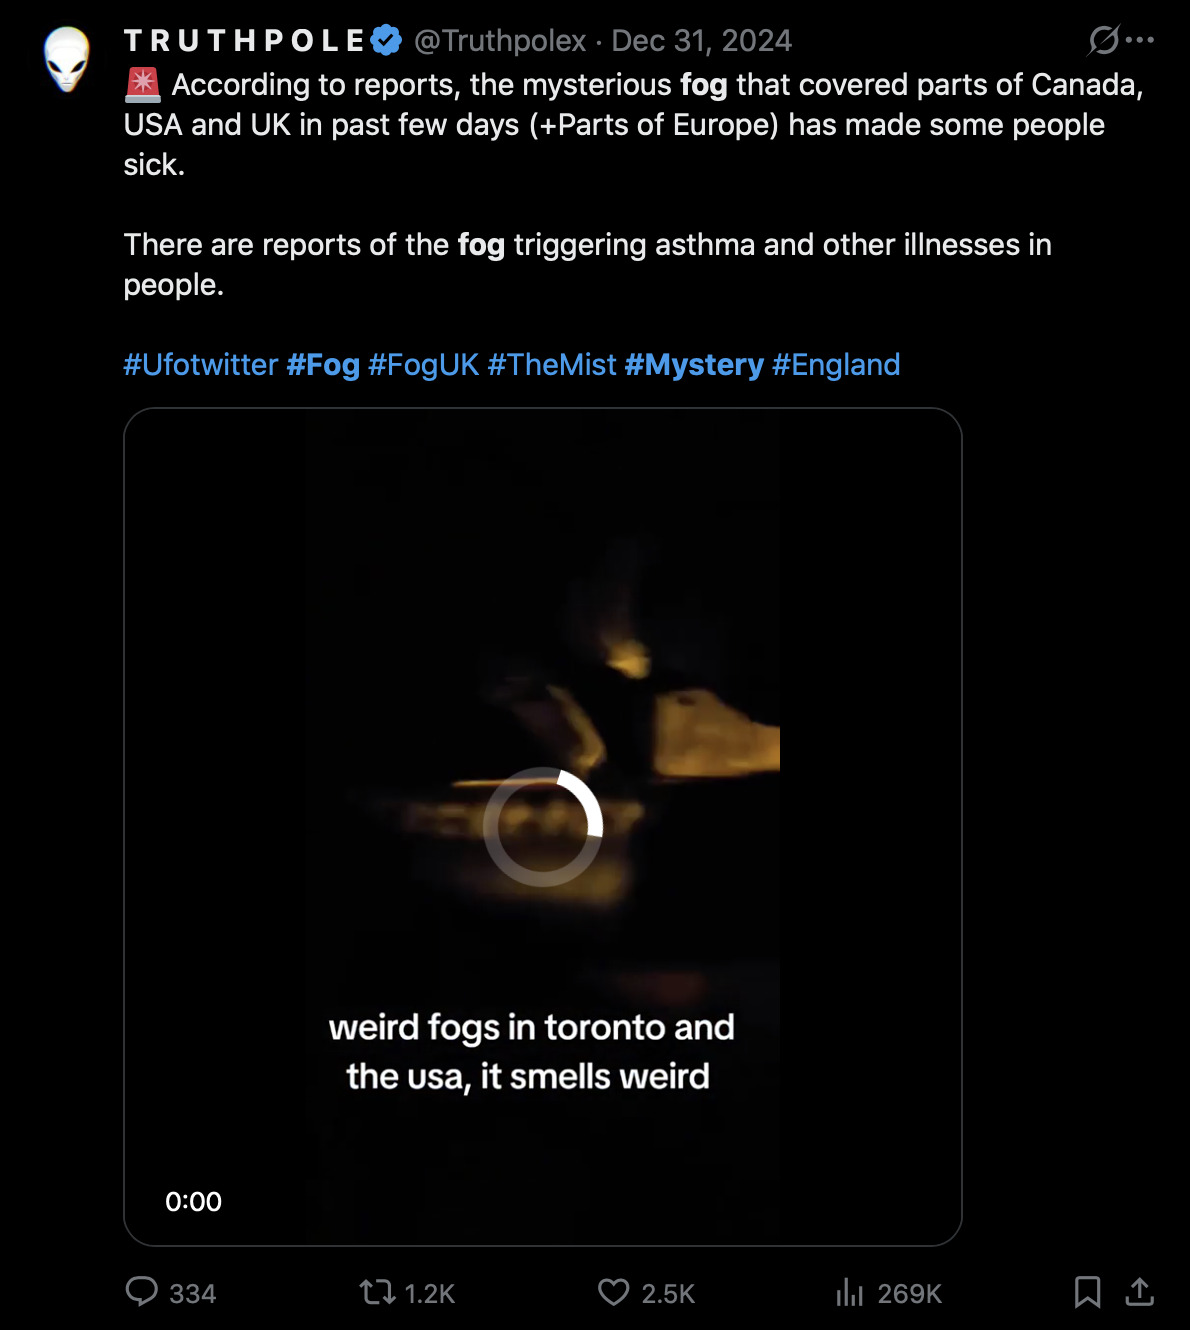 TRUTHPOLE @Truthpolex · Dec 31, 2024
🚨 According to reports, the mysterious fog that covered parts of Canada,
USA and UK in past few days (+Parts of Europe) has made some people
sick.
There are reports of the fog triggering asthma and other illnesses in
people.
#Ufotwitter #Fog #FogUK #TheMist #Mystery #England
weird fogs in toronto and
the usa, it smells weird
0:00
334 1.2K 2.5K 269K